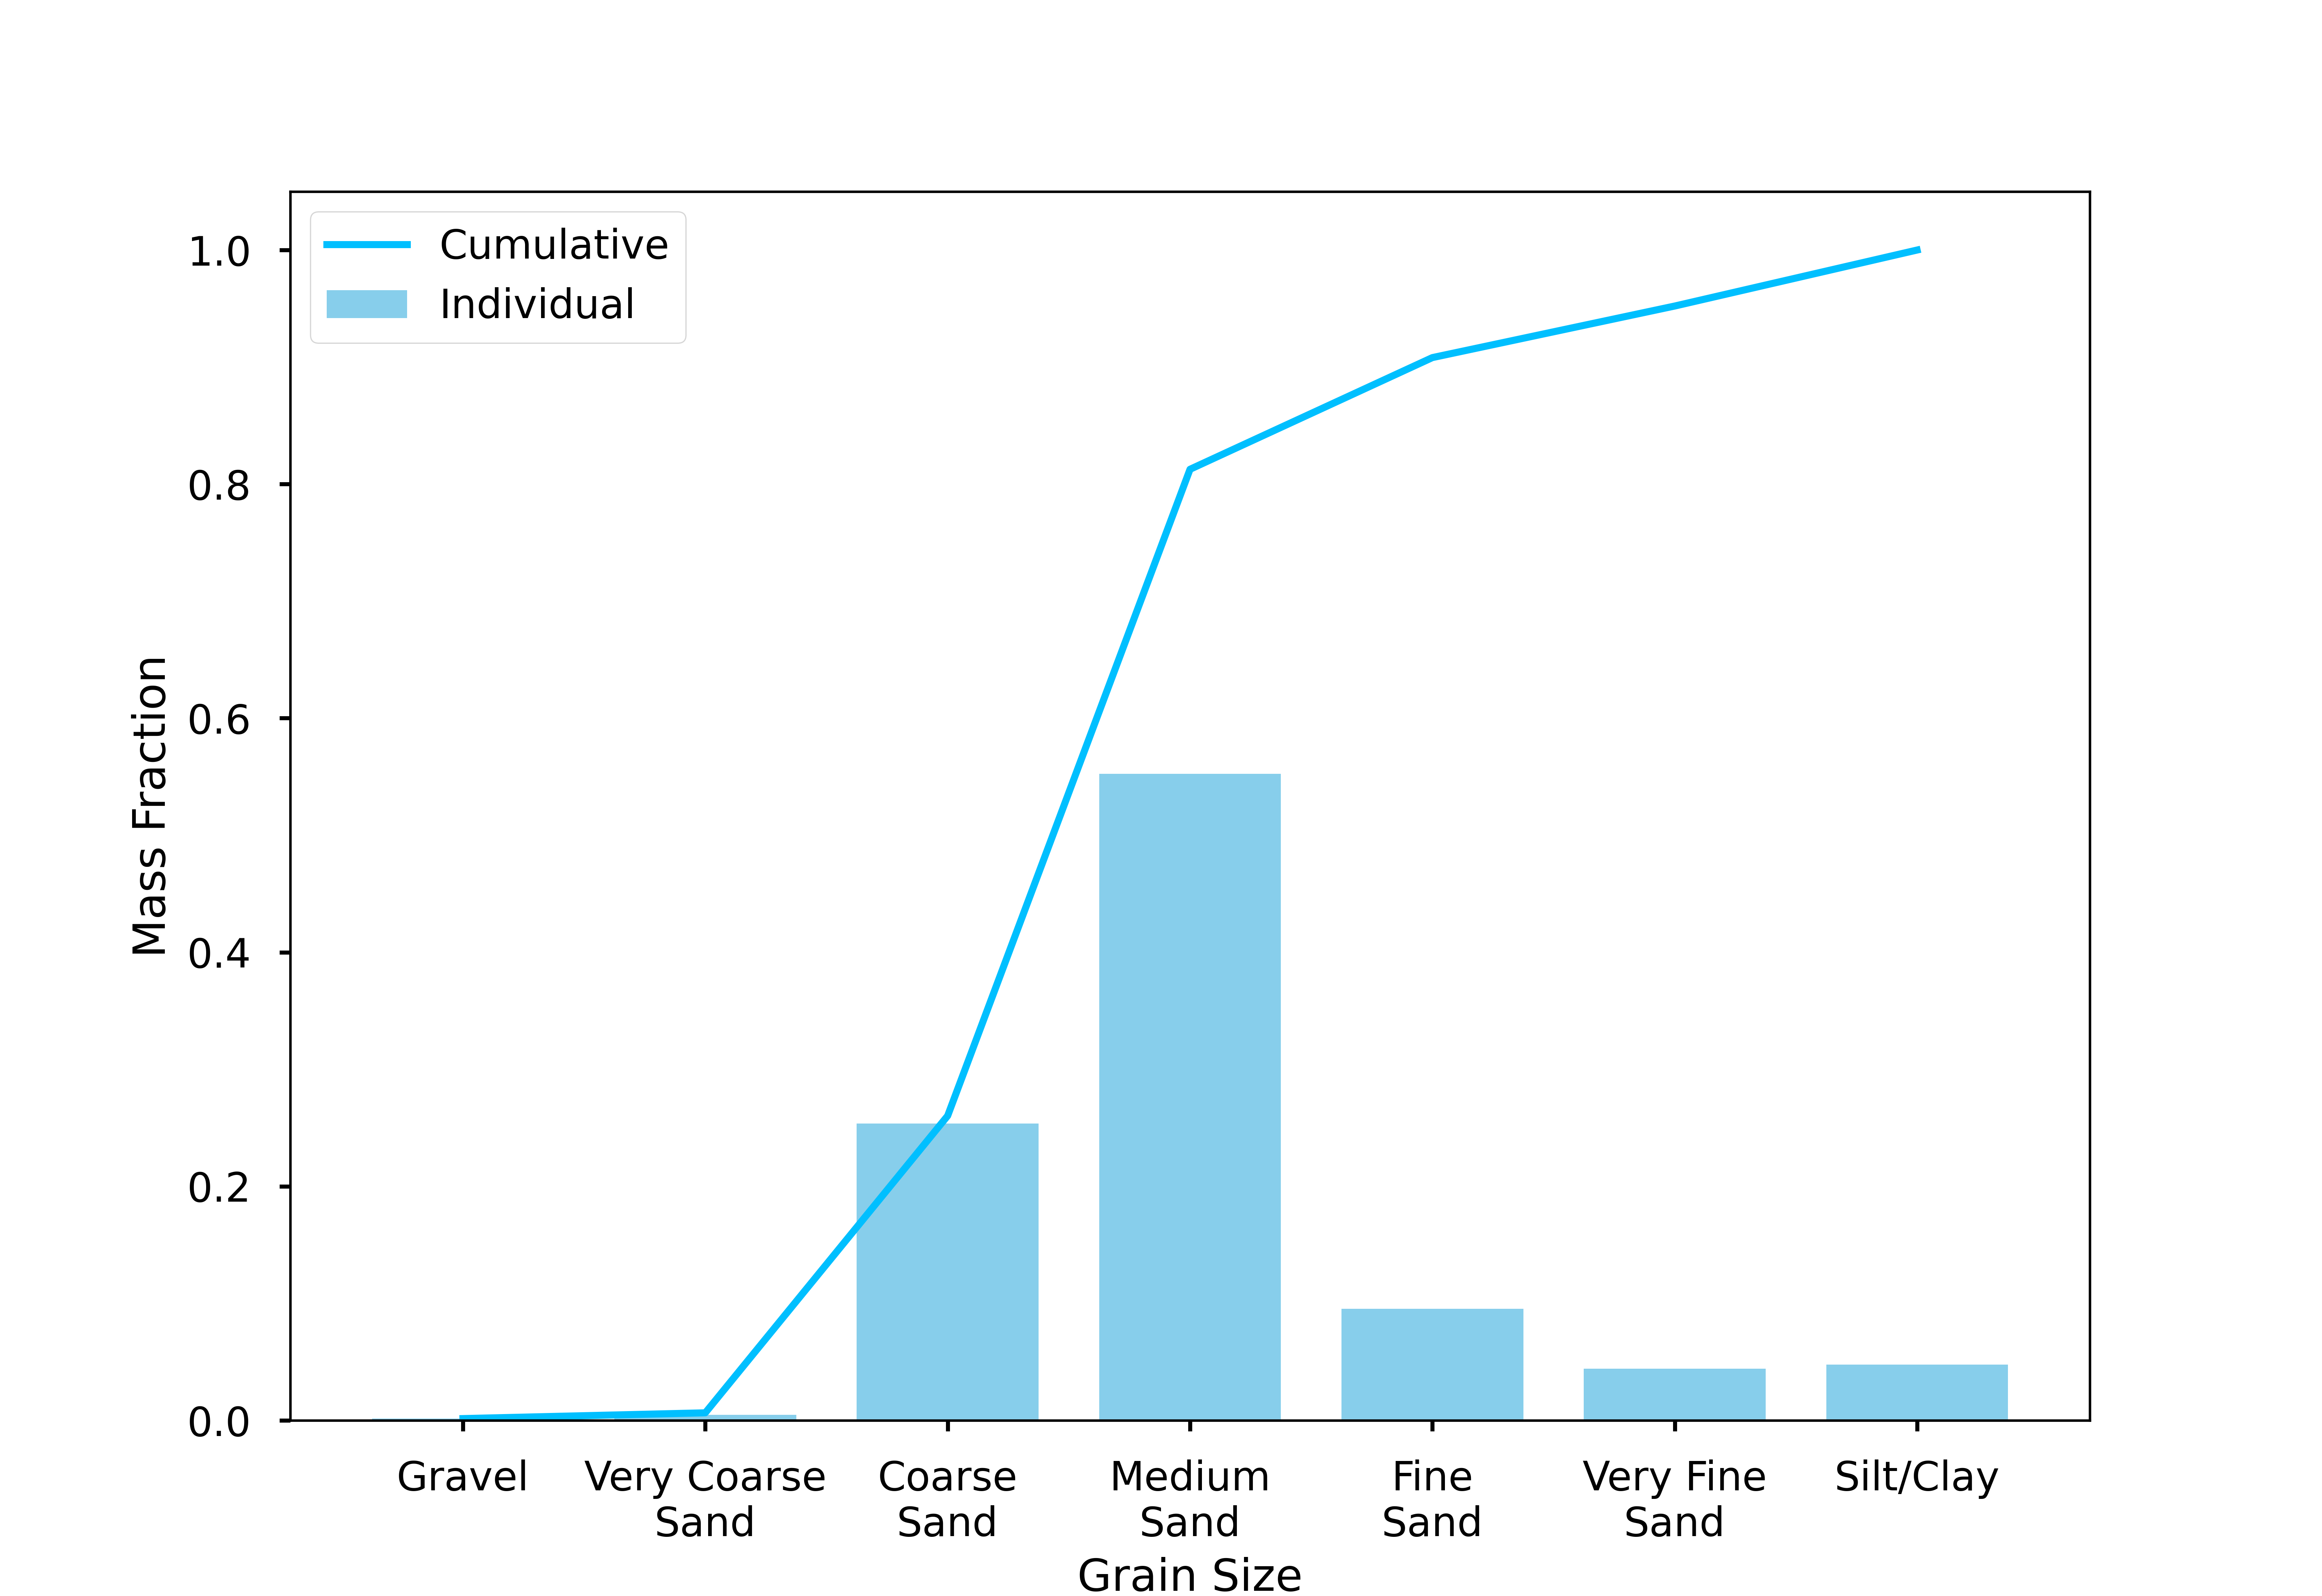 Cumulative
Individual
1.0
0.8
0.6
0.4
0.2
0.0
Mass Fraction
Gravel
Very Coarse
Sand
Coarse
Sand
Medium
Sand
Fine
Sand
Very Fine
Sand
Silt/Clay
Grain Size